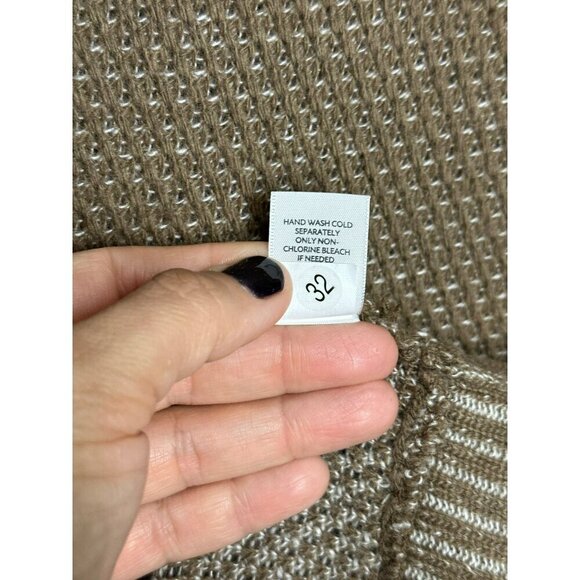 HAND WASH COLD
SEPARATELY
ONLY NON-
CHLORINE BLEACH
IF NEEDED
32